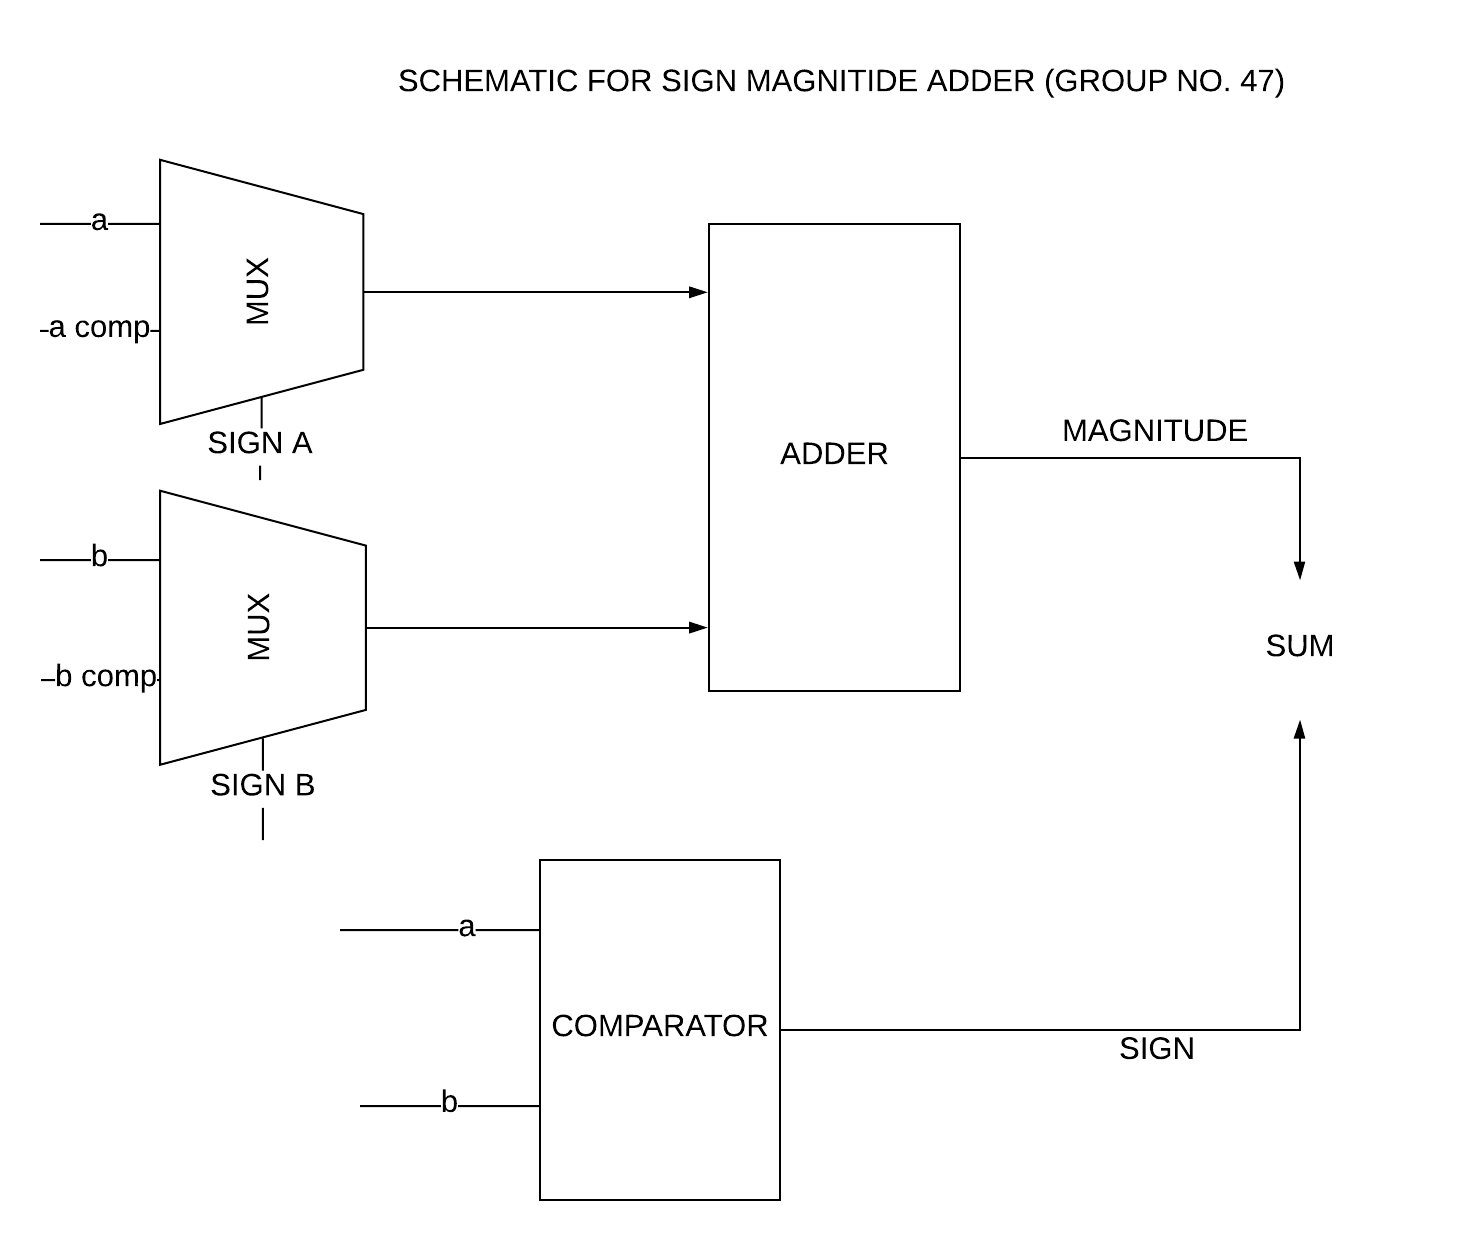 SCHEMATIC FOR SIGN MAGNITIDE ADDER (GROUP NO. 47)
a
MUX
a comp
SIGN A
b
MUX
b comp
SIGN B
ADDER
MAGNITUDE
SUM
a
COMPARATOR
b
SIGN